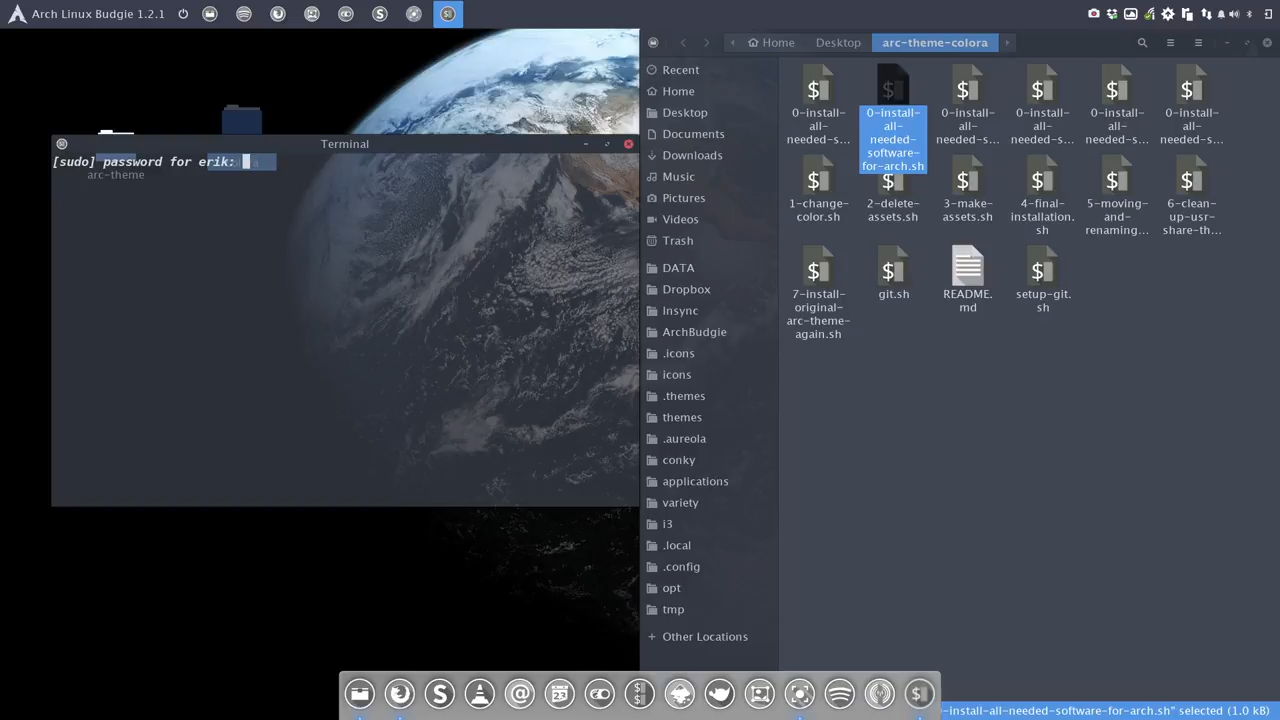 Arch Linux Budgie 1.2.1
Home
Desktop
arc-theme-colora
Terminal
[sudo] password for erik:
arc-theme
Recent
Home
Desktop
Documents
Downloads
Music
Pictures
Videos
Trash
DATA
Dropbox
Insync
ArchBudgie
.icons
icons
.themes
themes
.aureola
conky
applications
variety
i3
.local
.config
opt
tmp
Other Locations
0-install-
all-
needed-s...
0-install-
all-
needed-
software-
for-arch.sh
0-install-
all-
needed-s...
0-install-
all-
needed-s...
0-install-
all-
needed-s...
0-install-
all-
needed-s...
1-change-
color.sh
2-delete-
assets.sh
3-make-
assets.sh
4-final-
installation.
sh
5-moving-
and-
renaming...
6-clean-
up-usr-
share-th...
7-install-
original-
arc-theme-
again.sh
git.sh
README.
md
setup-git.
sh
23
0-install-all-needed-software-for-arch.sh" selected (1.0 kB)